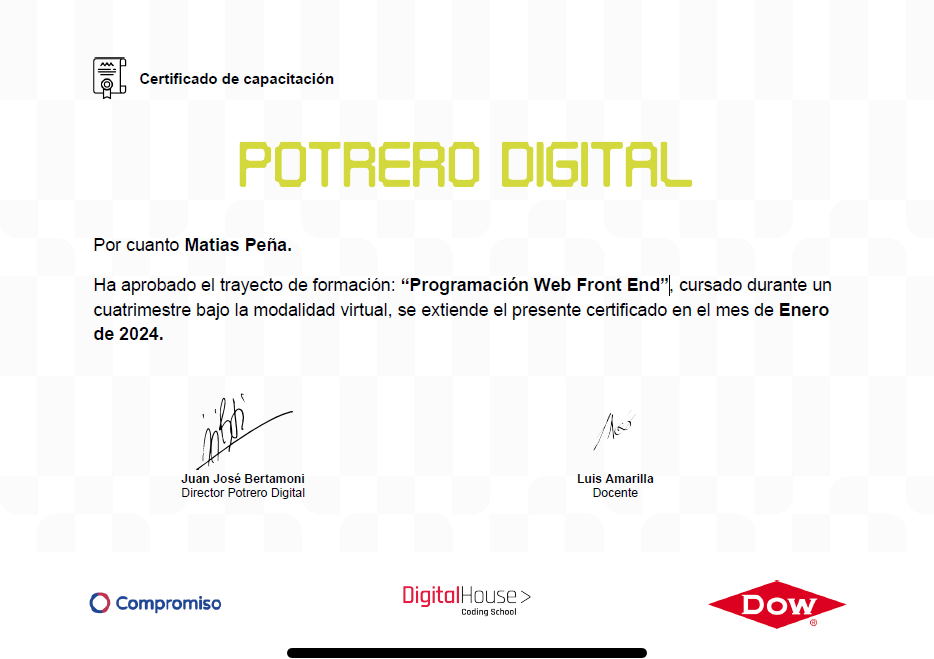 Certificado de capacitación
POTRERO DIGITAL
Por cuanto Matias Peña.
Ha aprobado el trayecto de formación: “Programación Web Front End”, cursado durante un
cuatrimestre bajo la modalidad virtual, se extiende el presente certificado en el mes de Enero
de 2024.
Juan José Bertamoni
Director Potrero Digital
Luis Amarilla
Docente
Compromiso
DigitalHouse>
Coding School
Dow®